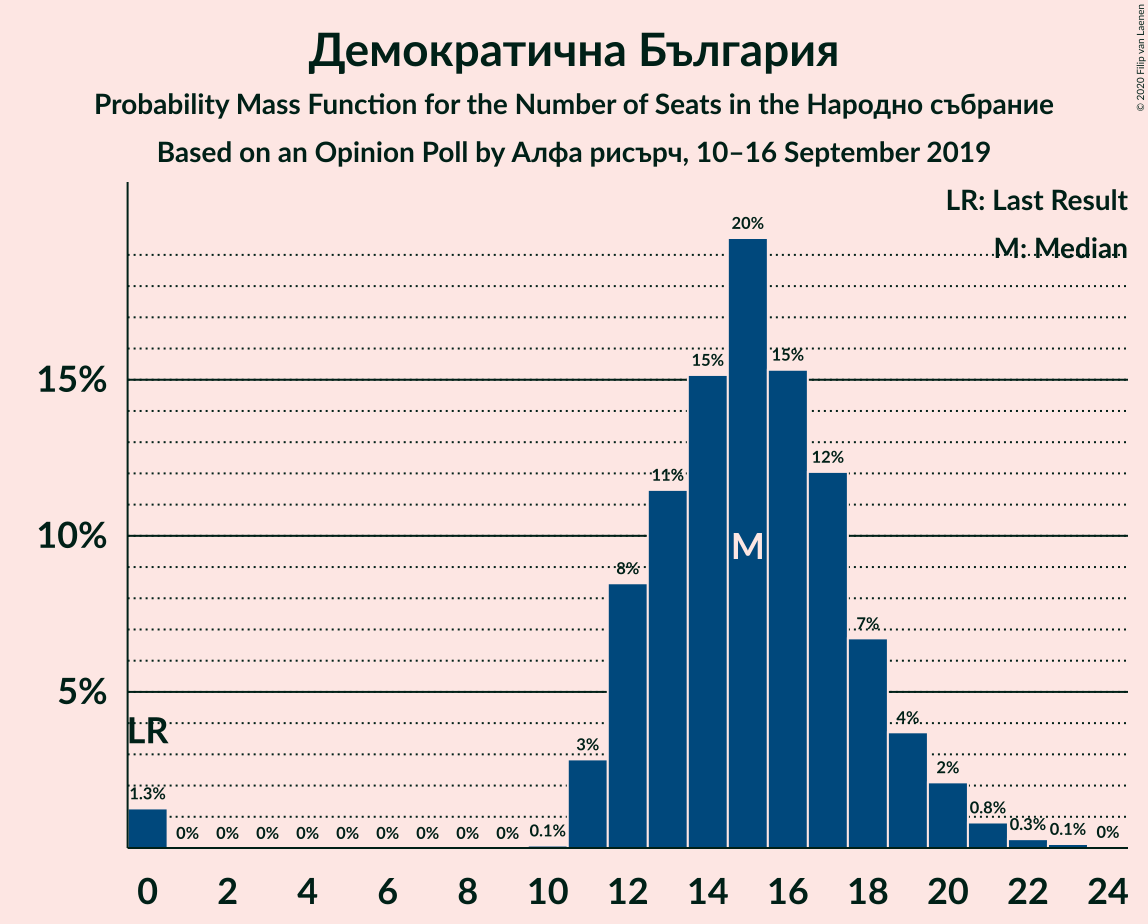 Демократична България
Probability Mass Function for the Number of Seats in the Народно събрание
Based on an Opinion Poll by Алфа рисърч, 10–16 September 2019
© 2020 Filip van Laenen
LR: Last Result
M: Median
20%
15%
15%
15%
12%
11%
10%
M
8%
7%
5%
LR
4%
3%
2%
1.3%
0.8%
0% 0% 0% 0% 0% 0% 0% 0% 0% 0.1% 0.3% 0.1% 0%
0 2 4 6 8 10 12 14 16 18 20 22 24